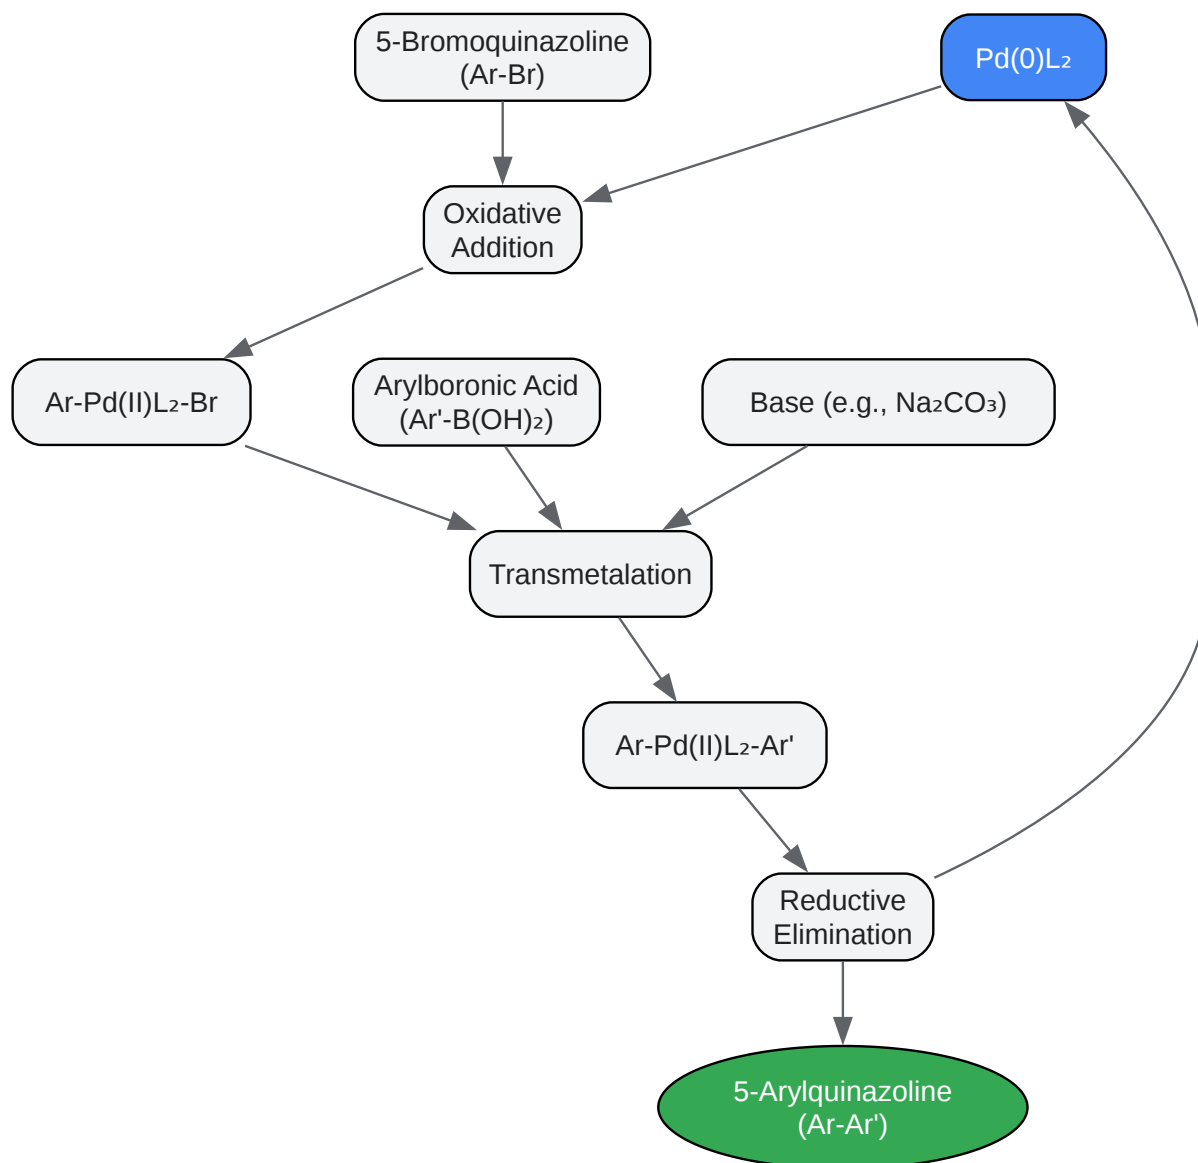 5-Bromoquinazoline
(Ar-Br)
Pd(0)L₂
Oxidative
Addition
Ar-Pd(II)L₂-Br
Arylboronic Acid
(Ar'-B(OH)₂)
Base (e.g., Na₂CO₃)
Transmetalation
Ar-Pd(II)L₂-Ar'
Reductive
Elimination
5-Arylquinazoline
(Ar-Ar')